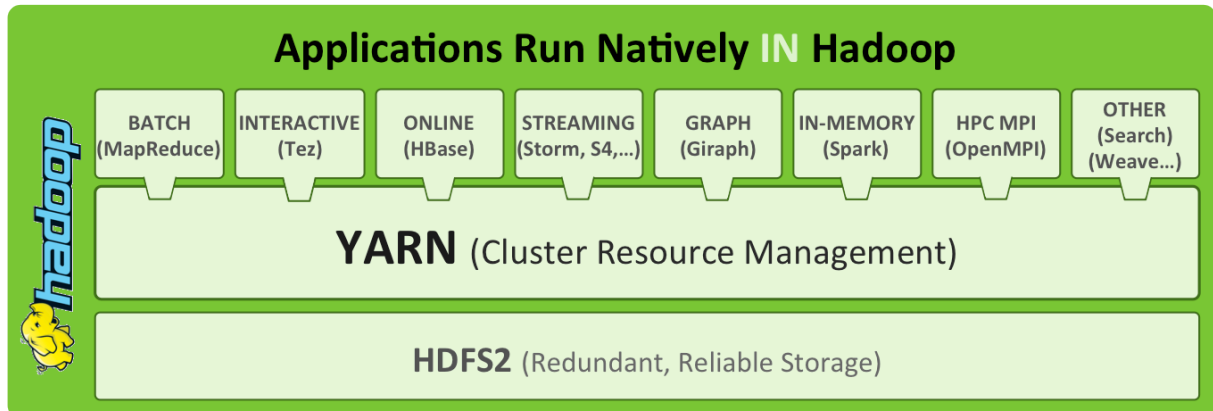 Applications Run Natively IN Hadoop
hadoop
BATCH
(MapReduce)
INTERACTIVE
(Tez)
ONLINE
(HBase)
STREAMING
(Storm, S4,...)
GRAPH
(Giraph)
IN-MEMORY
(Spark)
HPC MPI
(OpenMPI)
OTHER
(Search)
(Weave...)
YARN (Cluster Resource Management)
HDFS2 (Redundant, Reliable Storage)